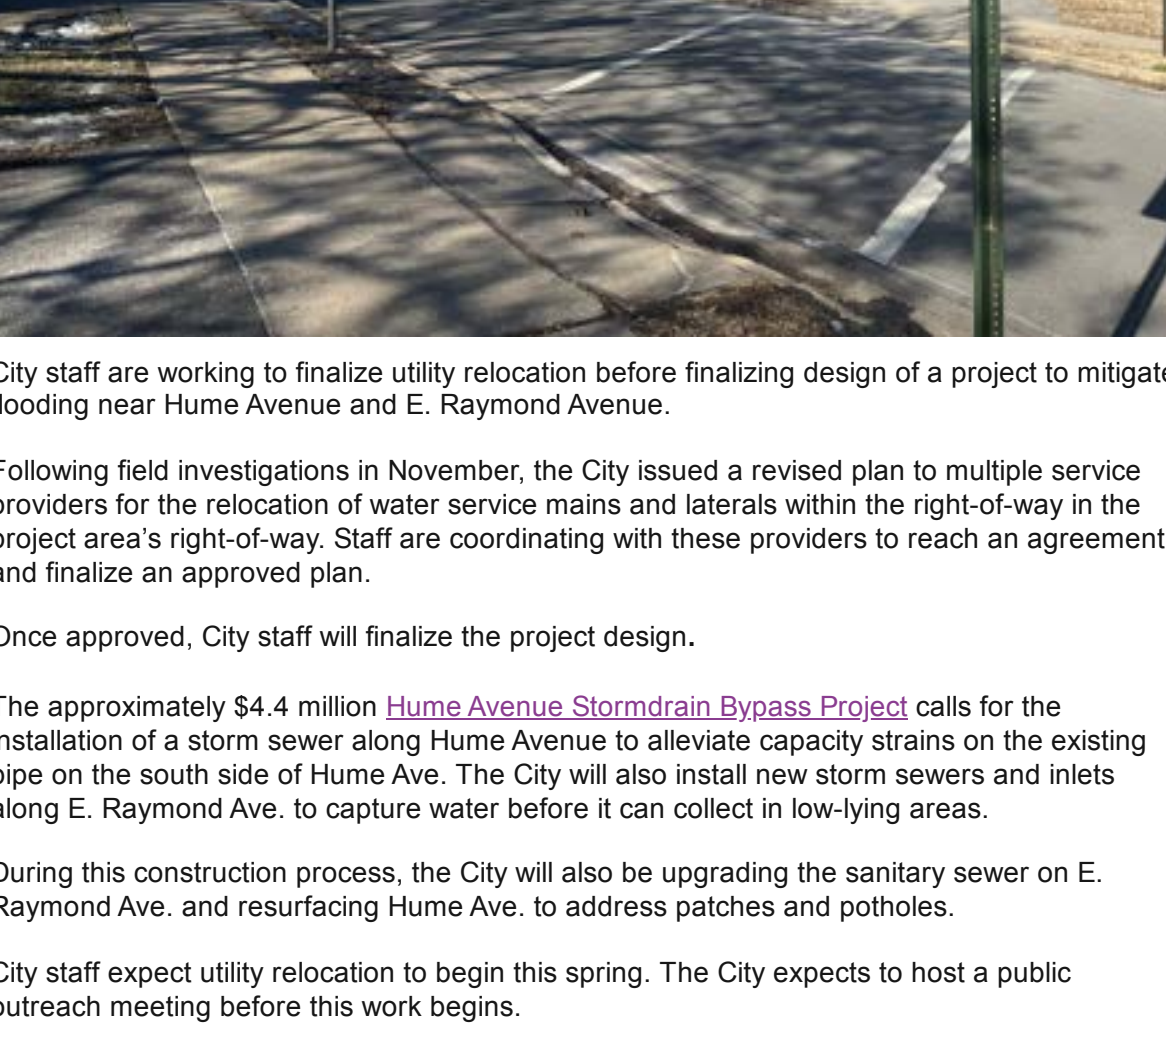 City staff are working to finalize utility relocation before finalizing design of a project to mitigate
flooding near Hume Avenue and E. Raymond Avenue.
Following field investigations in November, the City issued a revised plan to multiple service
providers for the relocation of water service mains and laterals within the right-of-way in the
project area’s right-of-way. Staff are coordinating with these providers to reach an agreement
and finalize an approved plan.
Once approved, City staff will finalize the project design.
The approximately $4.4 million Hume Avenue Stormdrain Bypass Project calls for the
installation of a storm sewer along Hume Avenue to alleviate capacity strains on the existing
pipe on the south side of Hume Ave. The City will also install new storm sewers and inlets
along E. Raymond Ave. to capture water before it can collect in low-lying areas.
During this construction process, the City will also be upgrading the sanitary sewer on E.
Raymond Ave. and resurfacing Hume Ave. to address patches and potholes.
City staff expect utility relocation to begin this spring. The City expects to host a public
outreach meeting before this work begins.